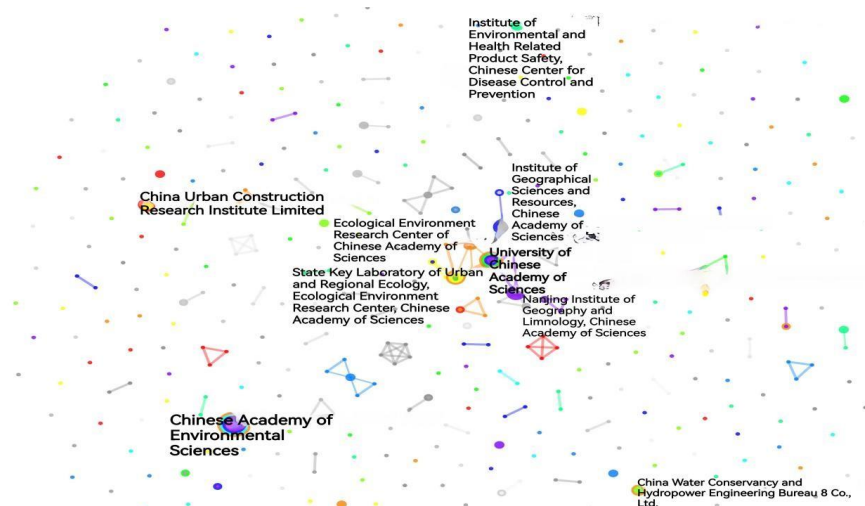 Institute of
Environmental and
Health Related
Product Safety,
Chinese Center for
Disease Control and
Prevention
Institute of
Geographical
Sciences and
Resources,
Chinese
Academy of
Sciences
China Urban Construction
Research Institute Limited
Ecological Environment
Research Center of
Chinese Academy of
Sciences
University of
Chinese
Academy of
Sciences
State Key Laboratory of Urban
and Regional Ecology,
Ecological Environment
Research Center, Chinese
Academy of Sciences
Nanjing Institute of
Geography and
Limnology, Chinese
Academy of Sciences
Chinese Academy of
Environmental
Sciences
China Water Conservancy and
Hydropower Engineering Bureau 8 Co.,
Ltd.